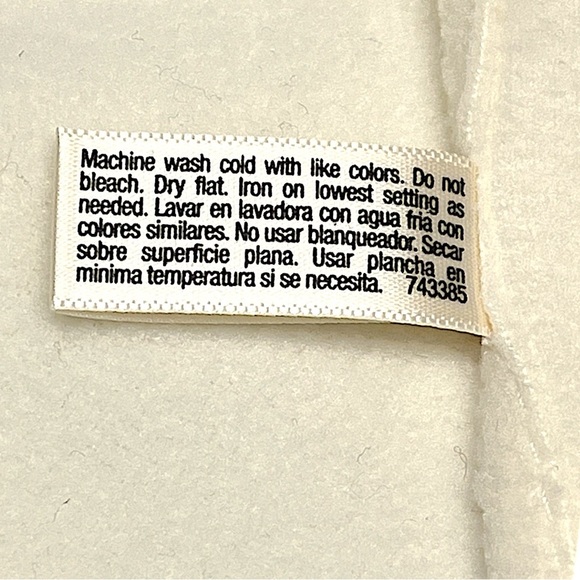 Machine wash cold with like colors. Do not
bleach. Dry flat. Iron on lowest setting as
needed. Lavar en lavadora con agua fria con
colores similares. No usar blanqueador. Secar
sobre superficie plana. Usar plancha en
minima temperatura si se necesita. 743385